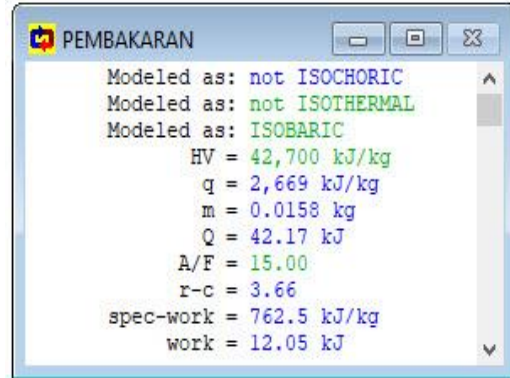 PEMBAKARAN
Modeled as: not ISOCHORIC
Modeled as: not ISOTHERMAL
Modeled as: ISOBARIC
HV = 42,700 kJ/kg
q = 2,669 kJ/kg
m = 0.0158 kg
Q = 42.17 kJ
A/F = 15.00
r-c = 3.66
spec-work = 762.5 kJ/kg
work = 12.05 kJ